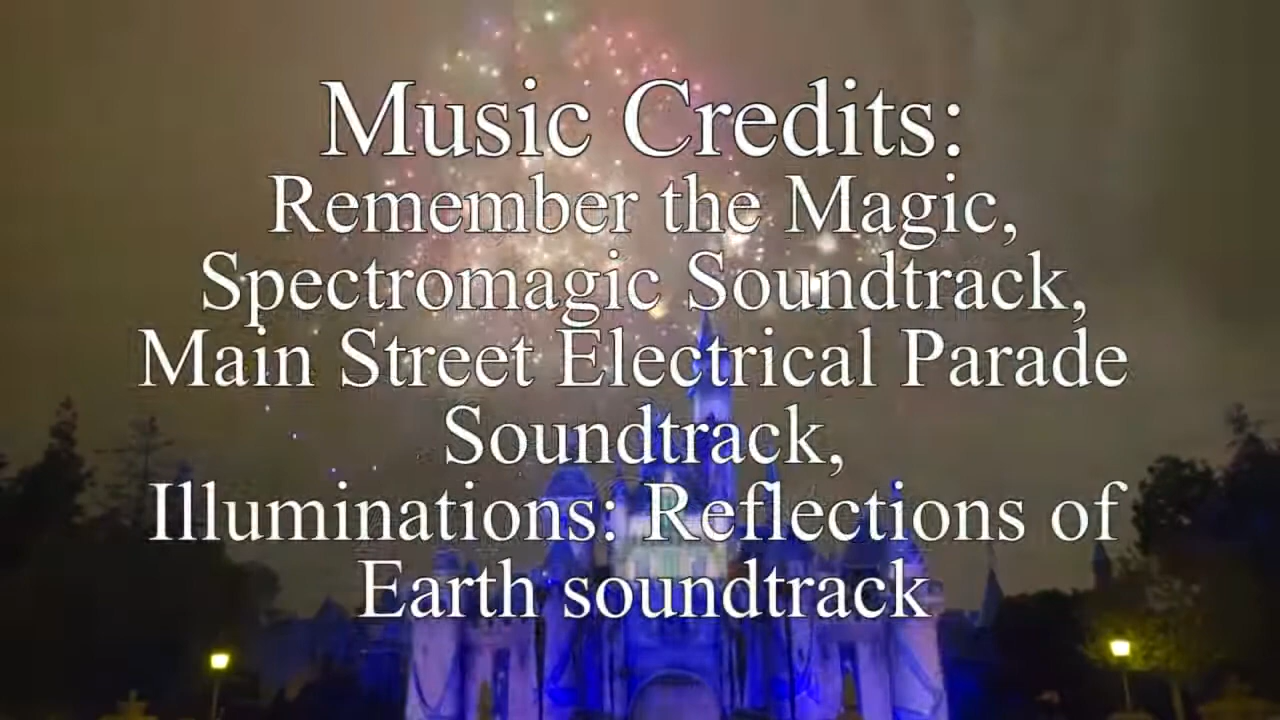 Music Credits:
Remember the Magic,
Spectromagic Soundtrack,
Main Street Electrical Parade
Soundtrack,
Illuminations: Reflections of
Earth soundtrack